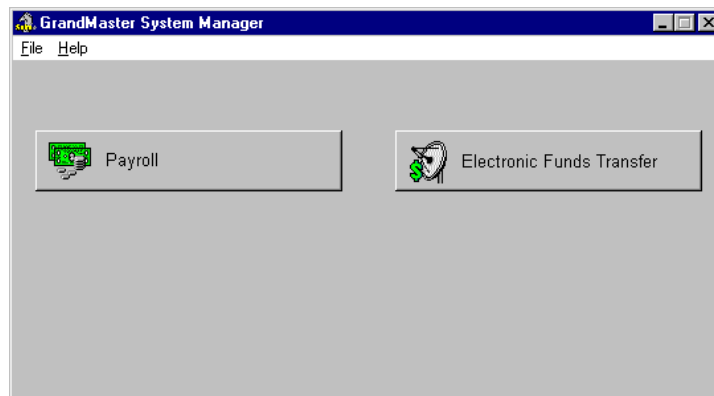 GrandMaster System Manager
File Help
Payroll
Electronic Funds Transfer